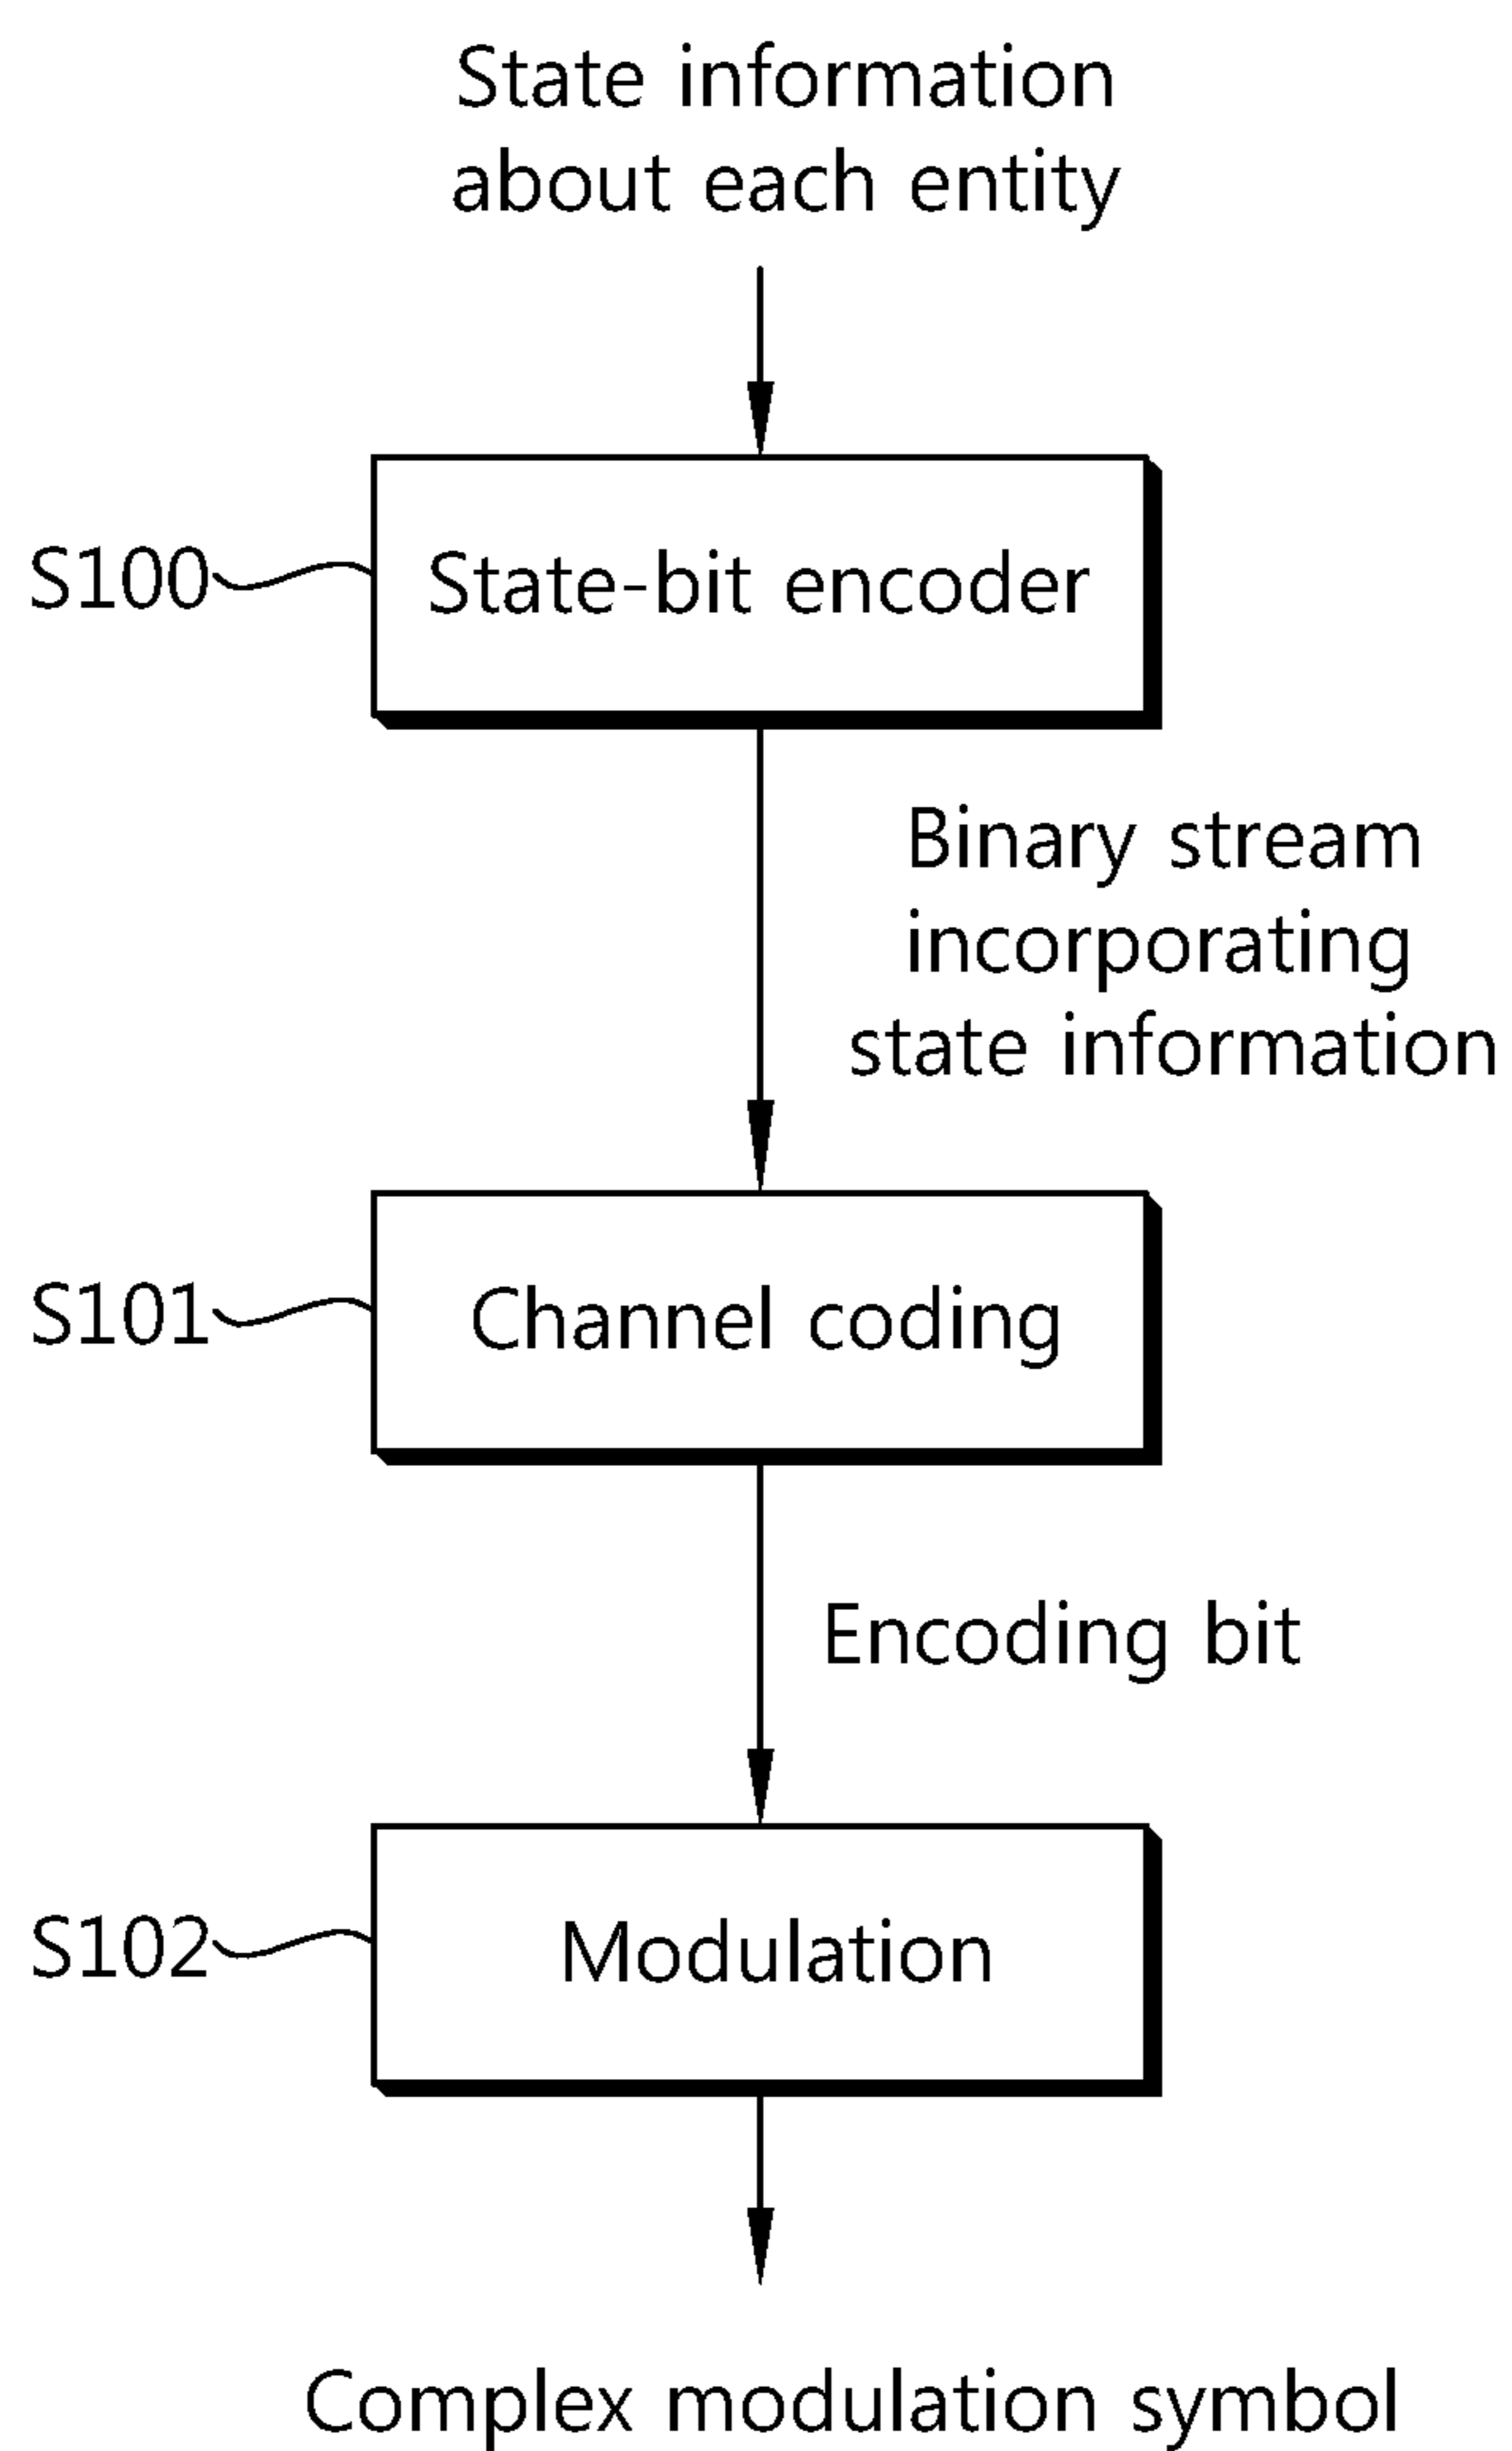 State information
about each entity
S100
State-bit encoder
Binary stream
incorporating
state information
S101
Channel coding
Encoding bit
S102
Modulation
Complex modulation symbol